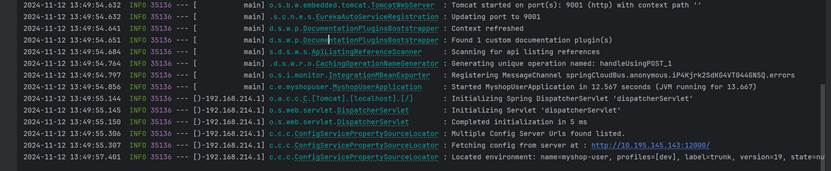 2024-11-12 13:49:54.632  INFO 35136 --- [           main] o.s.b.w.embedded.tomcat.TomcatWebServer  : Tomcat started on port(s): 9001 (http) with context path ''
2024-11-12 13:49:54.632  INFO 35136 --- [           main] .s.c.n.e.s.EurekaAutoServiceRegistration : Updating port to 9001
2024-11-12 13:49:54.641  INFO 35136 --- [           main] d.s.w.p.DocumentationPluginsBootstrapper : Context refreshed
2024-11-12 13:49:54.651  INFO 35136 --- [           main] d.s.w.p.DocumentationPluginsBootstrapper : Found 1 custom documentation plugin(s)
2024-11-12 13:49:54.684  INFO 35136 --- [           main] s.d.s.w.s.ApiListingReferenceScanner     : Scanning for api listing references
2024-11-12 13:49:54.764  INFO 35136 --- [           main] .d.s.w.r.o.CachingOperationNameGenerator : Generating unique operation named: handleUsingPOST_1
2024-11-12 13:49:54.797  INFO 35136 --- [           main] o.s.i.monitor.IntegrationMBeanExporter   : Registering MessageChannel springCloudBus.anonymous.iP4Kjrk2SdKG4VT044GNSQ.errors
2024-11-12 13:49:54.856  INFO 35136 --- [           main] c.e.myshopuser.MyshopUserApplication     : Started MyshopUserApplication in 12.567 seconds (JVM running for 13.667)
2024-11-12 13:49:55.144  INFO 35136 --- [)-192.168.214.1] o.a.c.c.C.[Tomcat].[localhost].[/]       : Initializing Spring DispatcherServlet 'dispatcherServlet'
2024-11-12 13:49:55.145  INFO 35136 --- [)-192.168.214.1] o.s.web.servlet.DispatcherServlet        : Initializing Servlet 'dispatcherServlet'
2024-11-12 13:49:55.150  INFO 35136 --- [)-192.168.214.1] o.s.web.servlet.DispatcherServlet        : Completed initialization in 5 ms
2024-11-12 13:49:55.306  INFO 35136 --- [)-192.168.214.1] c.c.c.ConfigServicePropertySourceLocator : Multiple Config Server Urls found listed.
2024-11-12 13:49:55.307  INFO 35136 --- [)-192.168.214.1] c.c.c.ConfigServicePropertySourceLocator : Fetching config from server at : http://10.195.145.143:12000/
2024-11-12 13:49:57.401  INFO 35136 --- [)-192.168.214.1] c.c.c.ConfigServicePropertySourceLocator : Located environment: name=myshop-user, profiles=[dev], label=trunk, version=19, state=nu